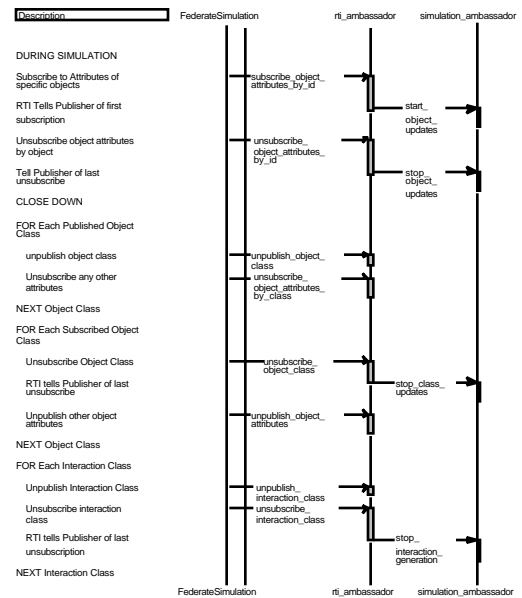 Description FederateSimulation rti_ambassador simulation_ambassador
DURING SIMULATION
Subscribe to Attributes of
specific objects
subscribe_object_
attributes_by_id
RTI Tells Publisher of first
subscription
start_
object_
updates
Unsubscribe object attributes
by object
unsubscribe_
object_attributes_
by_id
Tell Publisher of last
unsubscribe
stop_
object_
updates
CLOSE DOWN
FOR Each Published Object
Class
unpublish object class
unpublish_object_
class
Unsubscribe any other
attributes
unsubscribe_
object_attributes_
by_class
NEXT Object Class
FOR Each Subscribed Object
Class
Unsubscribe Object Class
unsubscribe_
object_class
RTI tells Publisher of last
unsubscribe
stop_class_
updates
Unpublish other object
attributes
unpublish_object_
attributes
NEXT Object Class
FOR Each Interaction Class
Unpublish Interaction Class
unpublish_
interaction_class
Unsubscribe interaction
class
unsubscribe_
interaction_class
RTI tells Publisher of last
unsubscription
stop_
interaction_
generation
NEXT Interaction Class
FederateSimulation rti_ambassador simulation_ambassador